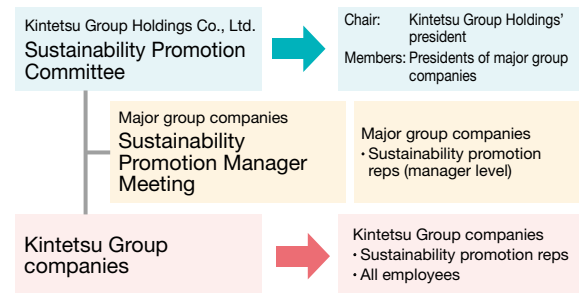 Kintetsu Group Holdings Co., Ltd.
Sustainability Promotion
Committee
Chair: Kintetsu Group Holdings’
president
Members: Presidents of major group
companies
Major group companies
Sustainability
Promotion Manager
Meeting
Major group companies
・Sustainability promotion
reps (manager level)
Kintetsu Group
companies
Kintetsu Group companies
・Sustainability promotion reps
・All employees